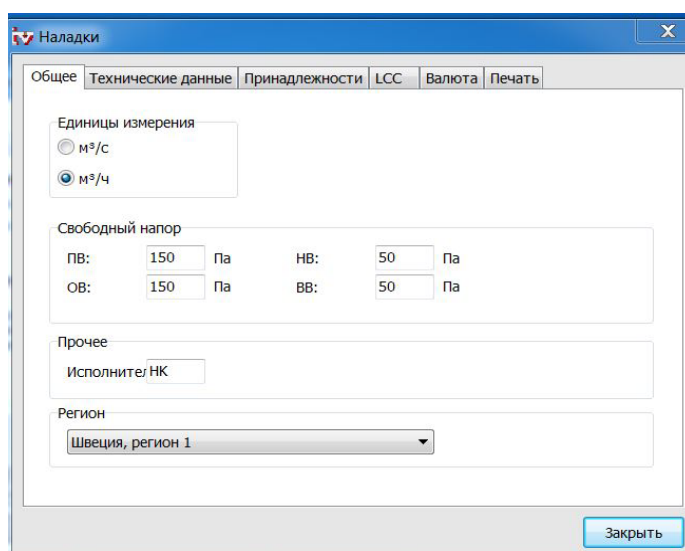 Наладки
Общее Технические данные Принадлежности LCC Валюта Печать
Единицы измерения
м³/с
м³/ч
Свободный напор
ПВ: 150 Па НВ: 50 Па
ОВ: 150 Па ВВ: 50 Па
Прочее
Исполнител НК
Регион
Швеция, регион 1
Закрыть